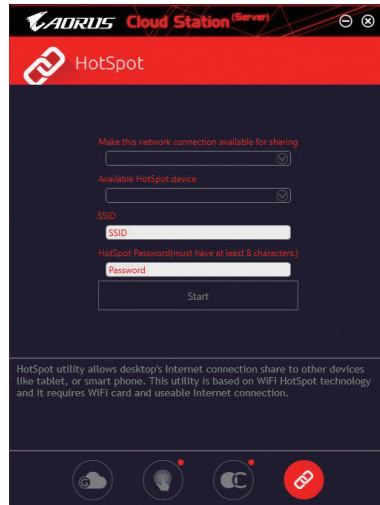 AORUS Cloud Station (Server)
HotSpot
Make this network connection available for sharing
Available HotSpot device
SSID
SSID
HotSpot Password(must have at least 8 characters.)
Password
Start
HotSpot utility allows desktop's Internet connection share to other devices
like tablet, or smart phone. This utility is based on WiFi HotSpot technology
and it requires WiFi card and useable Internet connection.
G